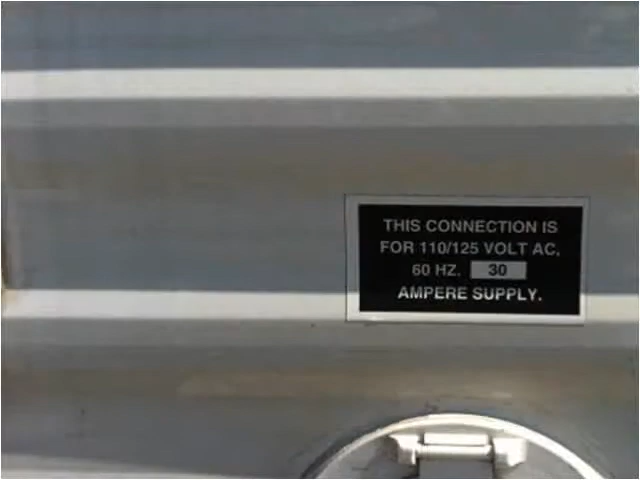 THIS CONNECTION IS
FOR 110/125 VOLT AC,
60 HZ. 30
AMPERE SUPPLY.